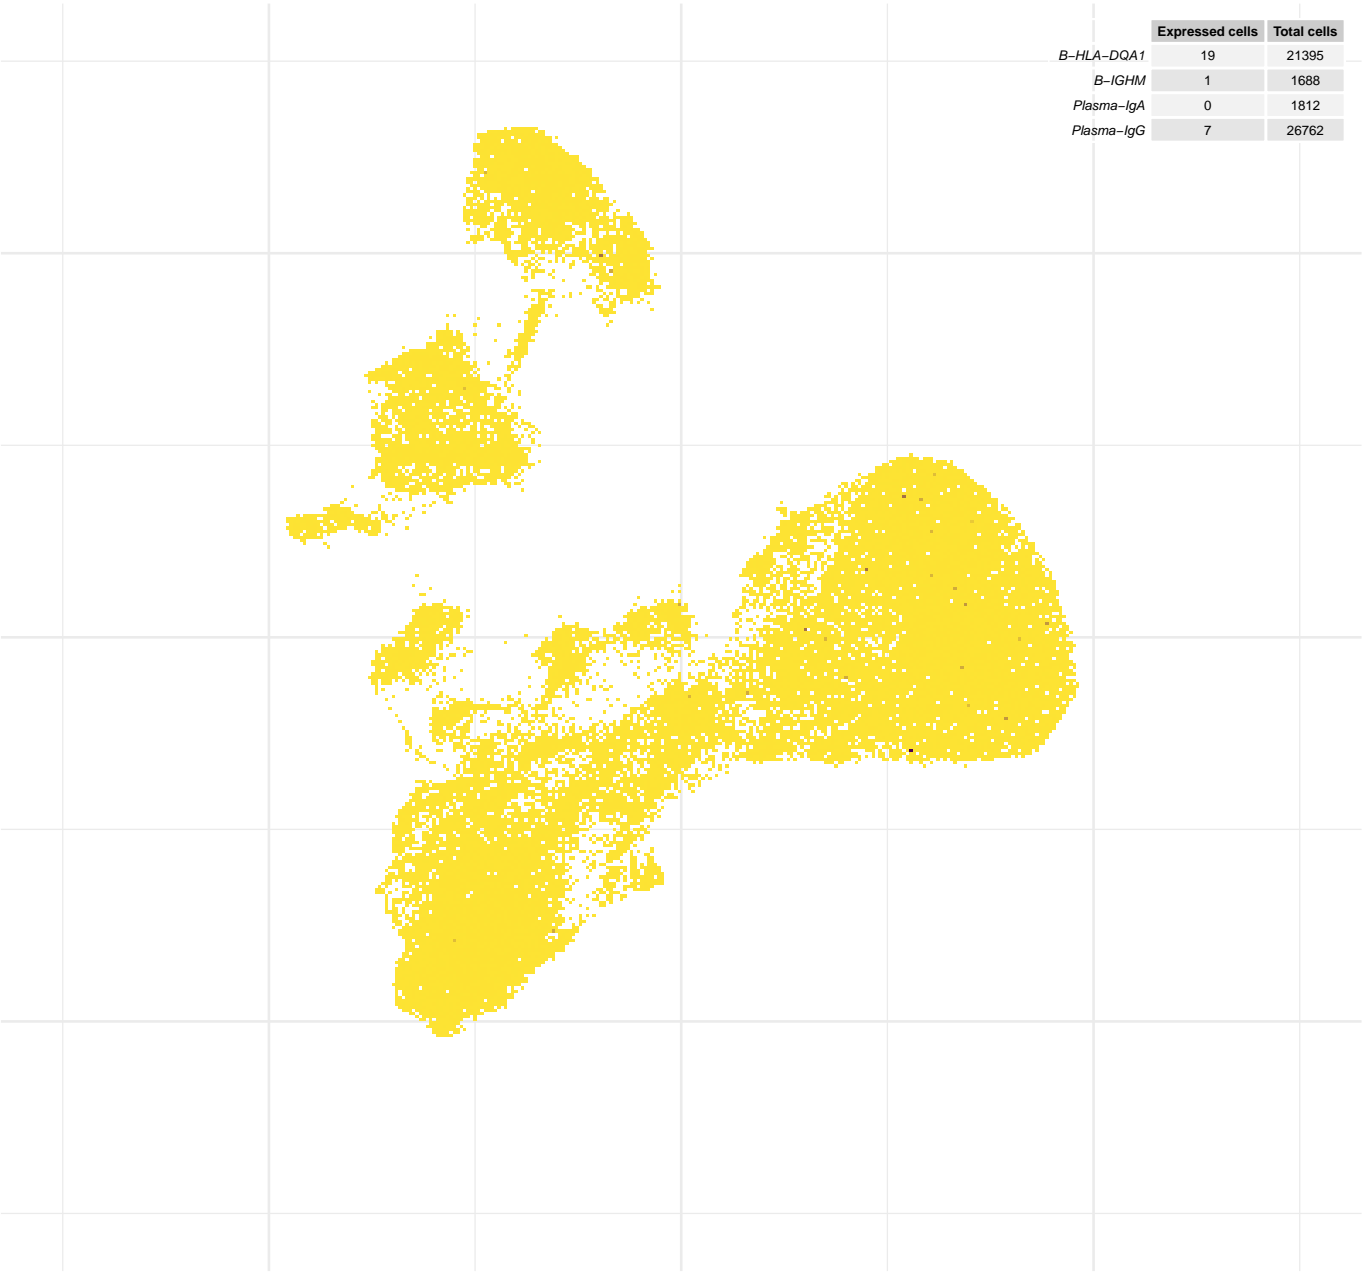 Expressed cells Total cells
B−HLA−DQA1 19 21395
B−IGHM 1 1688
Plasma−IgA 0 1812
Plasma−IgG 7 26762